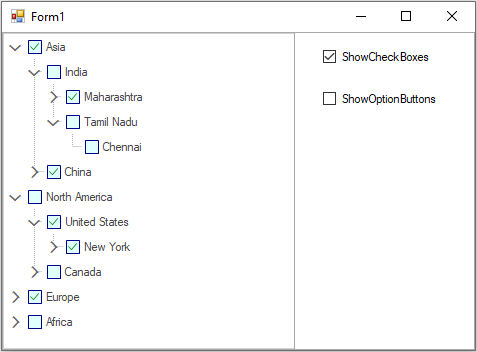 Form1
Asia
India
Maharashtra
Tamil Nadu
Chennai
China
North America
United States
New York
Canada
Europe
Africa
ShowCheckBoxes
ShowOptionButtons